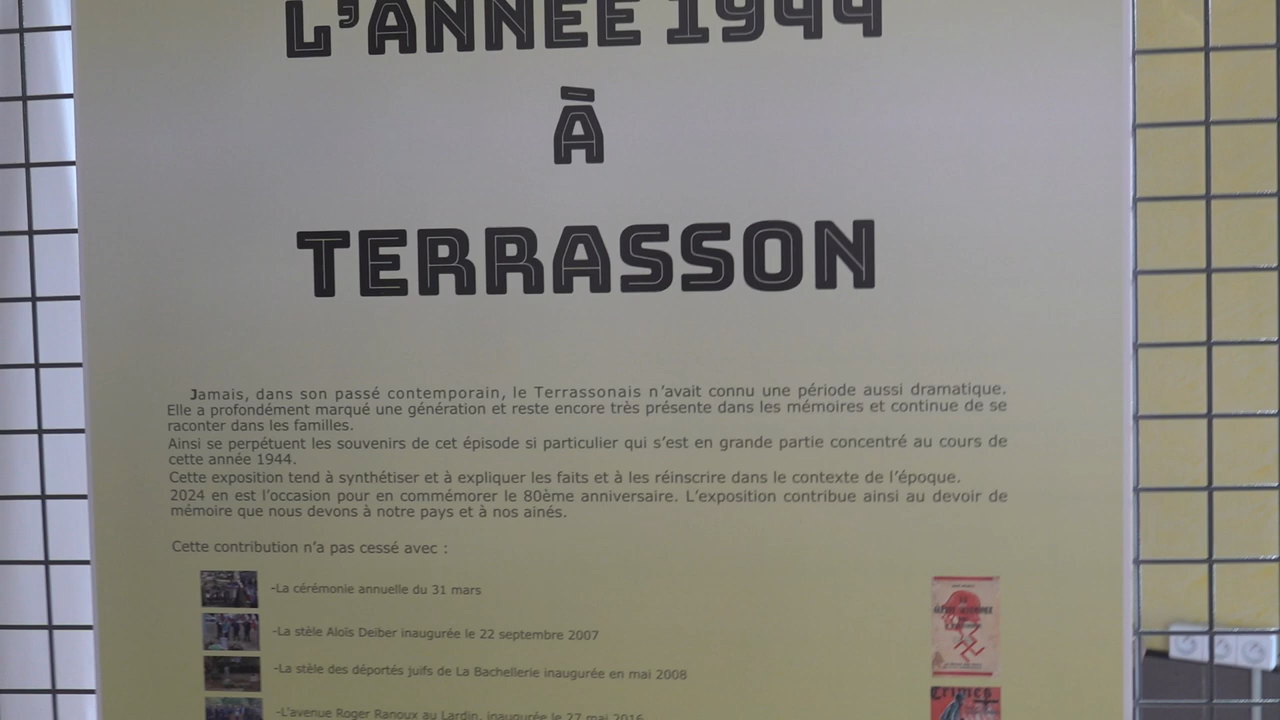 L'ANNÉE 1944
À
TERRASSON
Jamais, dans son passé contemporain, le Terrassonais n'avait connu une période aussi dramatique.
Elle a profondément marqué une génération et reste encore très présente dans les mémoires et continue de se
raconter dans les familles.
Ainsi se perpétuent les souvenirs de cet épisode si particulier qui s'est en grande partie concentré au cours de
cette année 1944.
Cette exposition tend à synthétiser et à expliquer les faits et à les réinscrire dans le contexte de l'époque.
2024 en est l'occasion pour en commémorer le 80ème anniversaire. L'exposition contribue ainsi au devoir de
mémoire que nous devons à notre pays et à nos ainés.
Cette contribution n'a pas cessé avec :
-La cérémonie annuelle du 31 mars
-La stèle Aloïs Deiber inaugurée le 22 septembre 2007
-La stèle des déportés juifs de La Bachellerie inaugurée en mai 2008
-L'avenue Roger Ranoux au Lardin, inaugurée le 27 mai 2016
Crimes